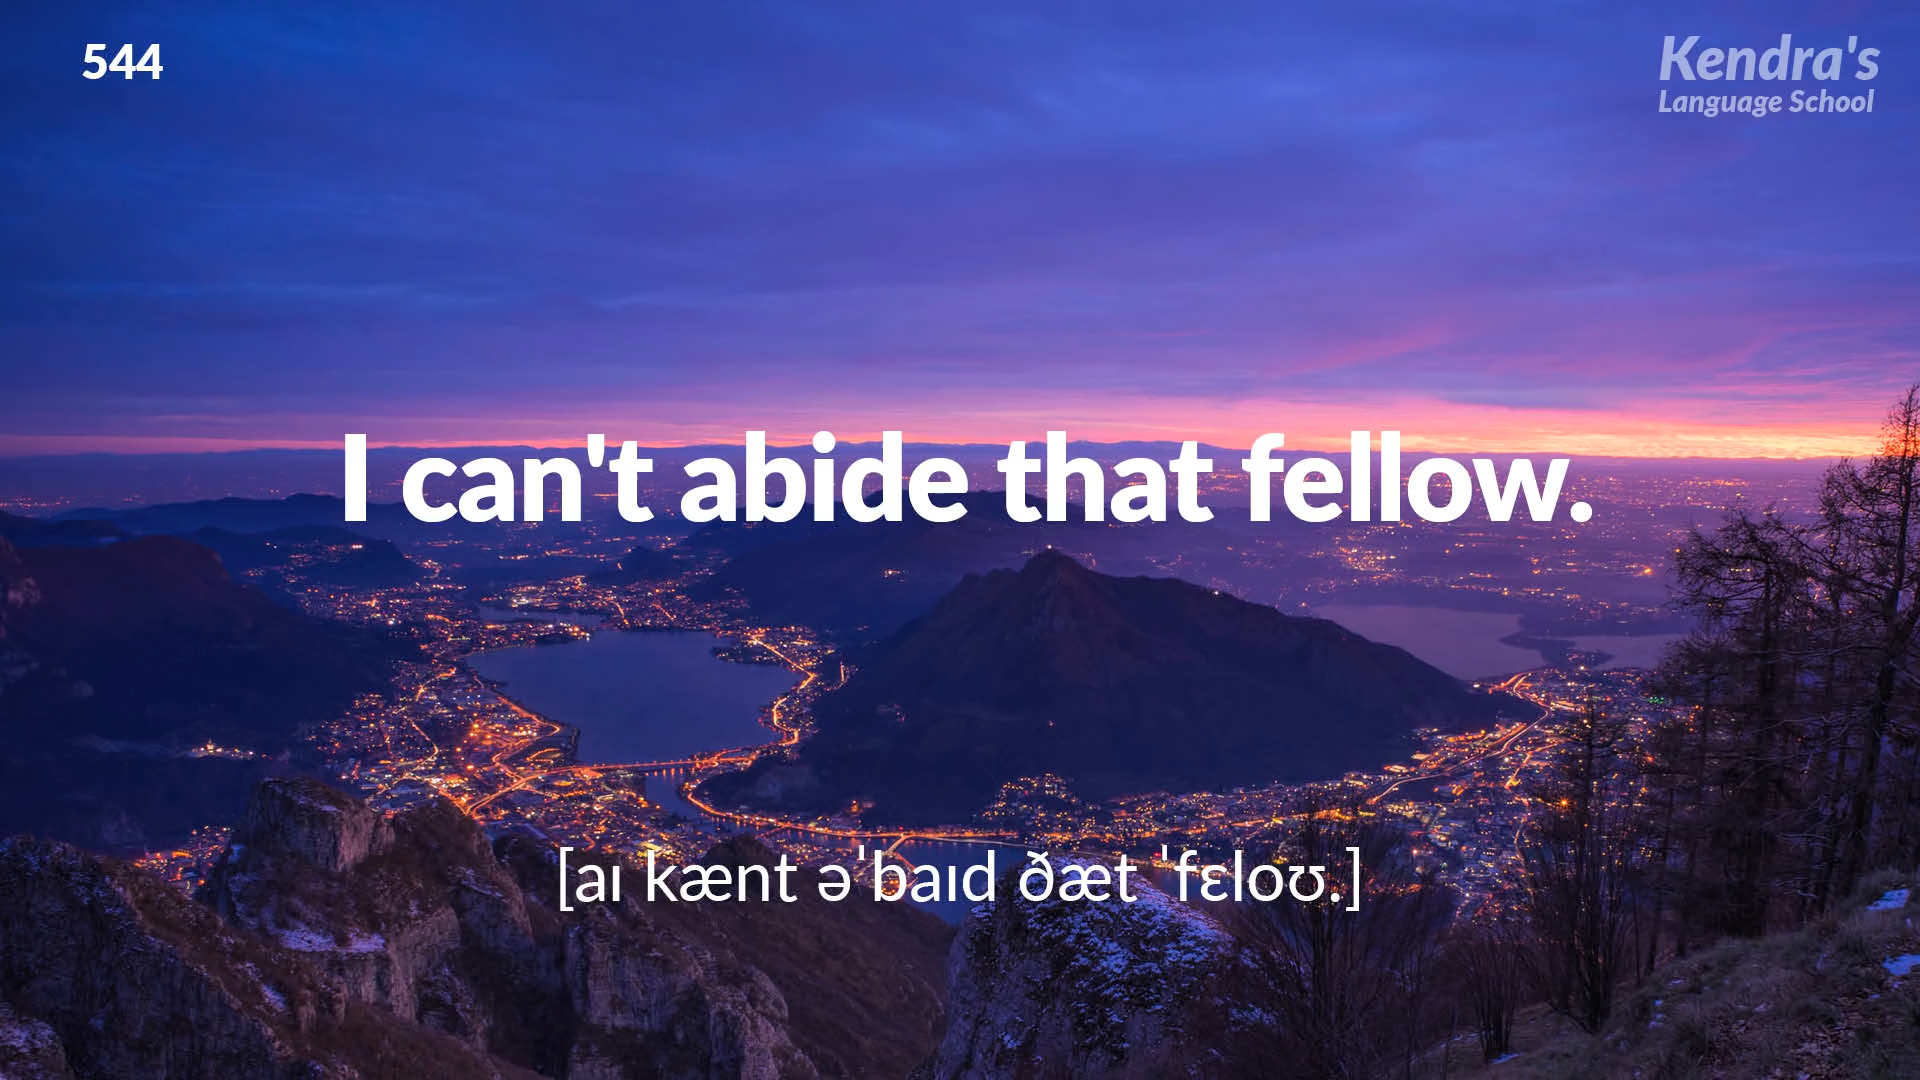 544
Kendra's
Language School
I can't abide that fellow.
[aɪ kænt əˈbaɪd ðæt ˈfɛloʊ.]